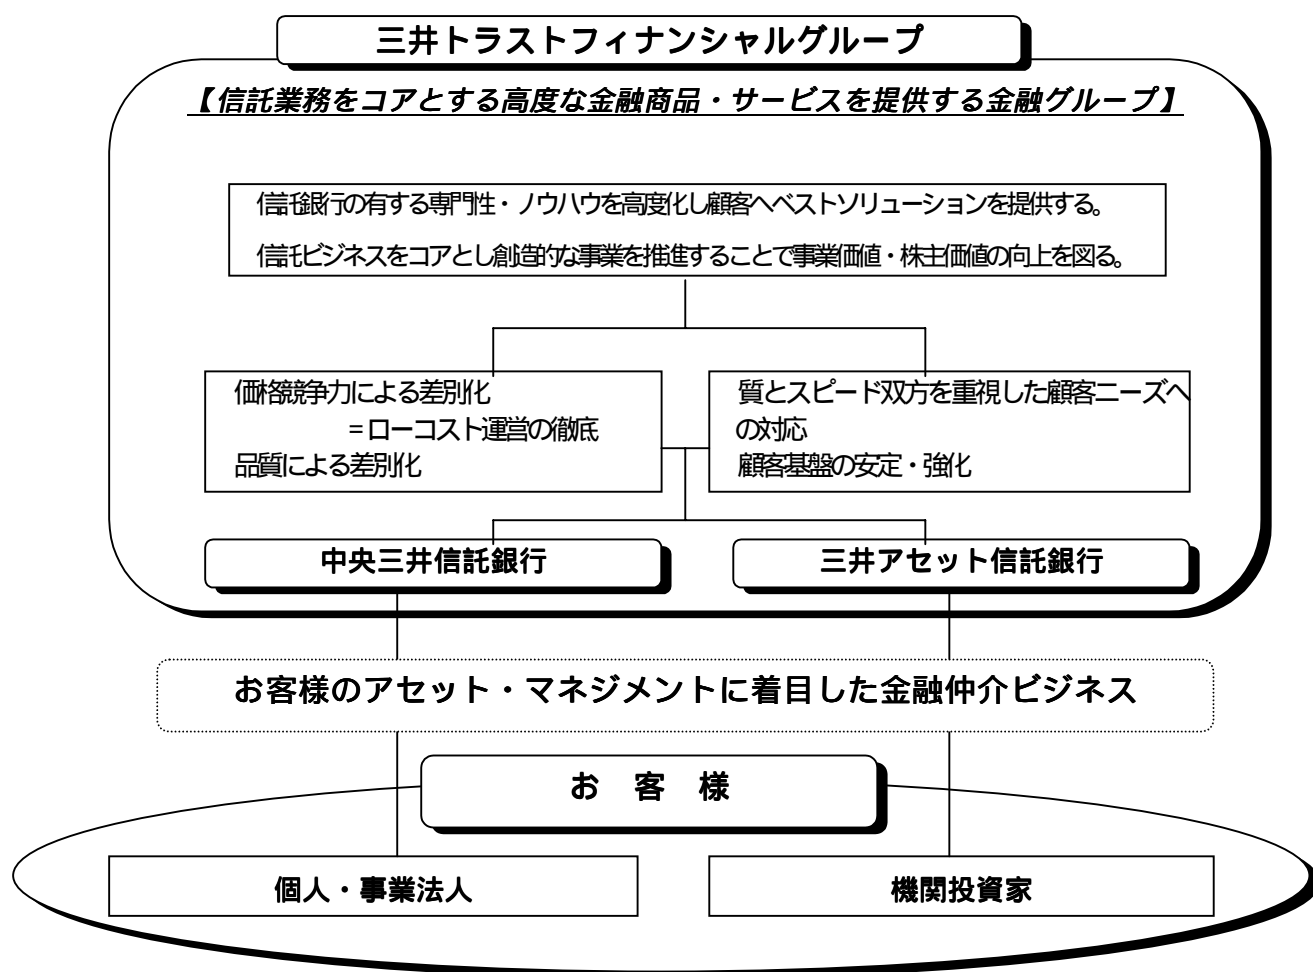 三井トラストフィナンシャルグループ
【信託業務をコアとする高度な金融商品・サービスを提供する金融グループ】
信託銀行の有する専門性・ノウハウを高度化し顧客へベストソリューションを提供する。
信託ビジネスをコアとし創造的な事業を推進することで事業価値・株主価値の向上を図る。
価格競争力による差別化
=ローコスト運営の徹底
品質による差別化
質とスピード双方を重視した顧客ニーズへ
の対応
顧客基盤の安定・強化
中央三井信託銀行
三井アセット信託銀行
お客様のアセット・マネジメントに着目した金融仲介ビジネス
お 客 様
個人・事業法人
機関投資家